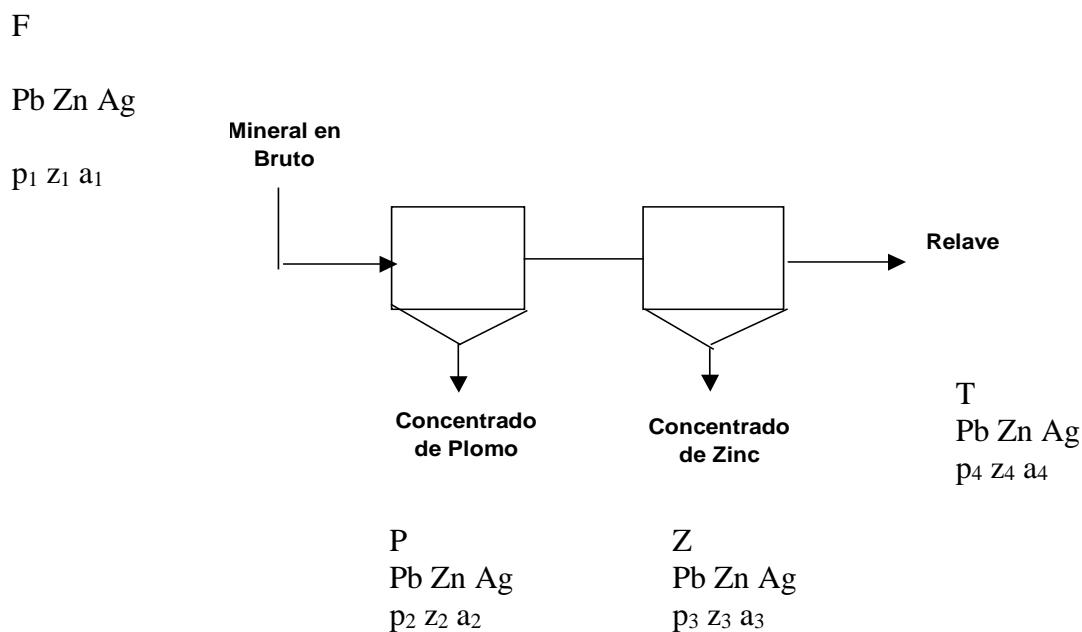 F
Pb Zn Ag
p₁ z₁ a₁
Mineral en
Bruto
Relave
Concentrado
de Plomo
Concentrado
de Zinc
T
Pb Zn Ag
p₄ z₄ a₄
P
Pb Zn Ag
p₂ z₂ a₂
Z
Pb Zn Ag
p₃ z₃ a₃